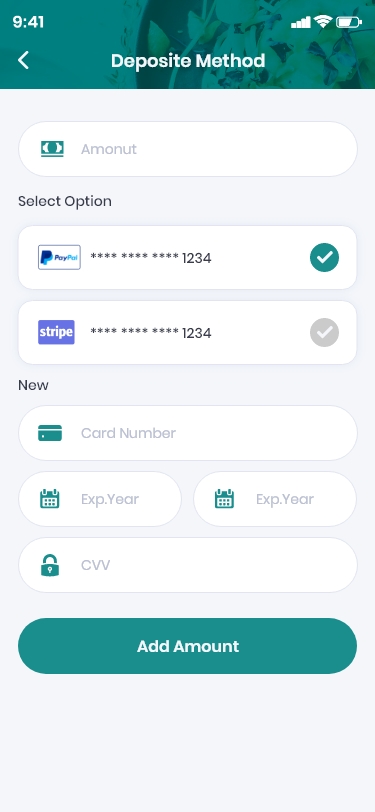 9:41
Deposite Method
Amonut
Select Option
PayPal **** **** **** 1234
stripe **** **** **** 1234
New
Card Number
Exp.Year Exp.Year
CVV
Add Amount